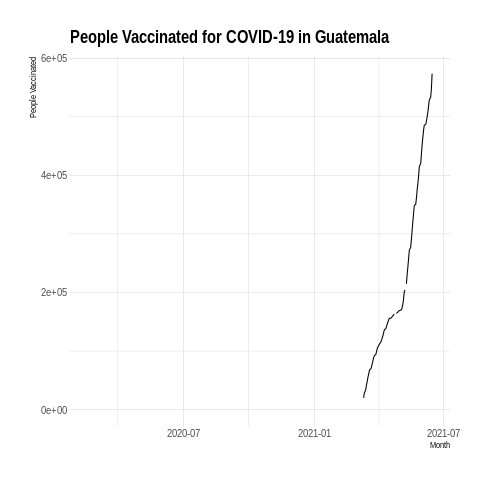 People Vaccinated for COVID-19 in Guatemala
People Vaccinated
6e+05
4e+05
2e+05
0e+00
2020-07
2021-01
2021-07
Month